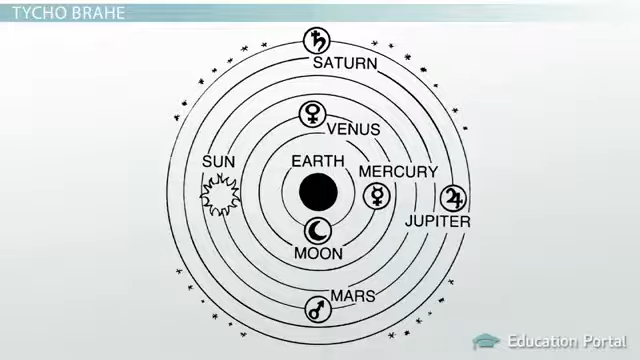 TYCHO BRAHE
SATURN
VENUS
SUN
EARTH
MERCURY
JUPITER
MOON
MARS
Education Portal